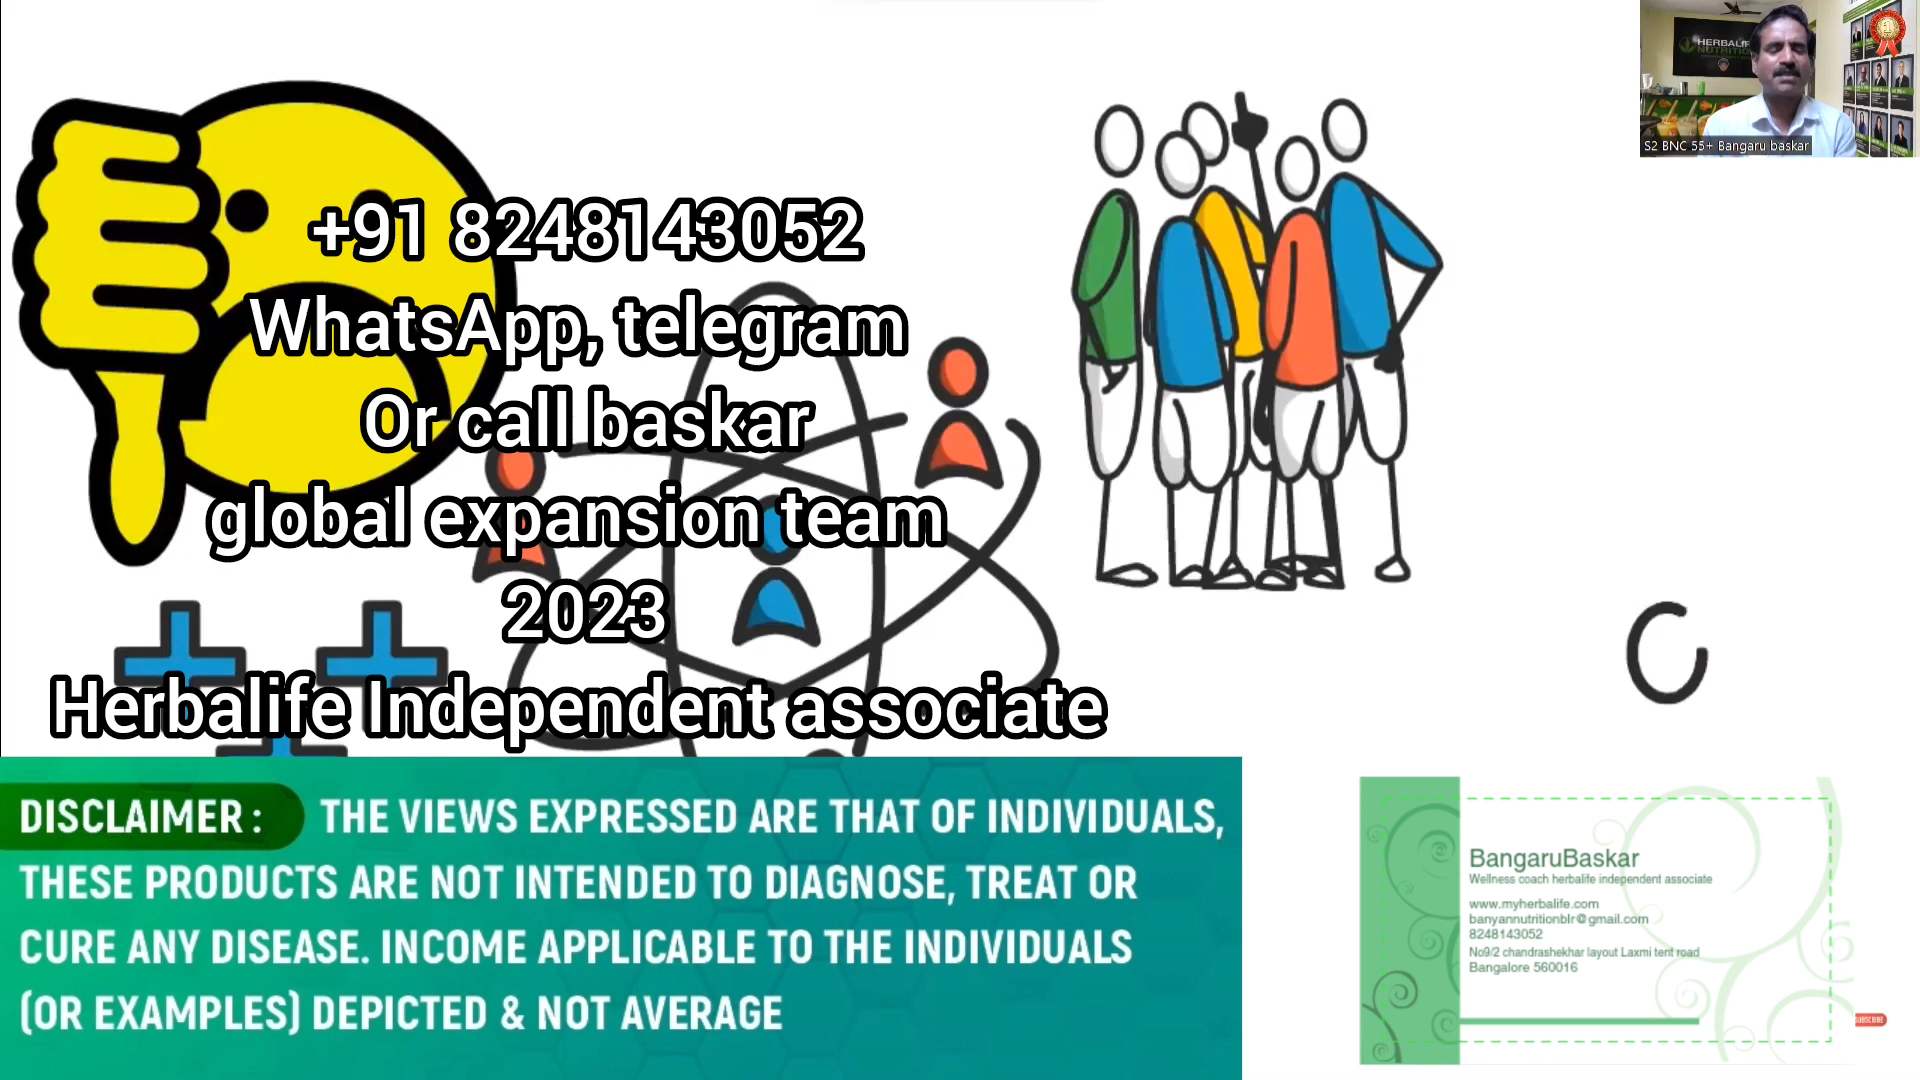 HERBALIFE
NUTRITION
S2 BNC 55+ Bangaru baskar
+91 8248143052
WhatsApp, telegram
Or call baskar
global expansion team
2023
Herbalife Independent associate
DISCLAIMER : THE VIEWS EXPRESSED ARE THAT OF INDIVIDUALS,
THESE PRODUCTS ARE NOT INTENDED TO DIAGNOSE, TREAT OR
CURE ANY DISEASE. INCOME APPLICABLE TO THE INDIVIDUALS
(OR EXAMPLES) DEPICTED & NOT AVERAGE
BangaruBaskar
Wellness coach herbalife independent associate
www.myherbalife.com
banyannutritionblr@gmail.com
8248143052
No9/2 chandrashekhar layout Laxmi tent road
Bangalore 560016
SUBSCRIBE